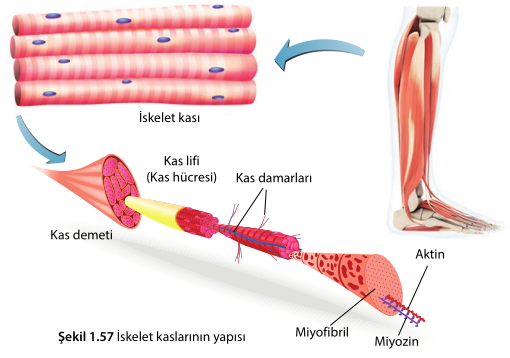 İskelet kası
Kas lifi
(Kas hücresi)
Kas damarları
Kas demeti
Aktin
Miyofibril
Miyozin
Şekil 1.57 İskelet kaslarının yapısı